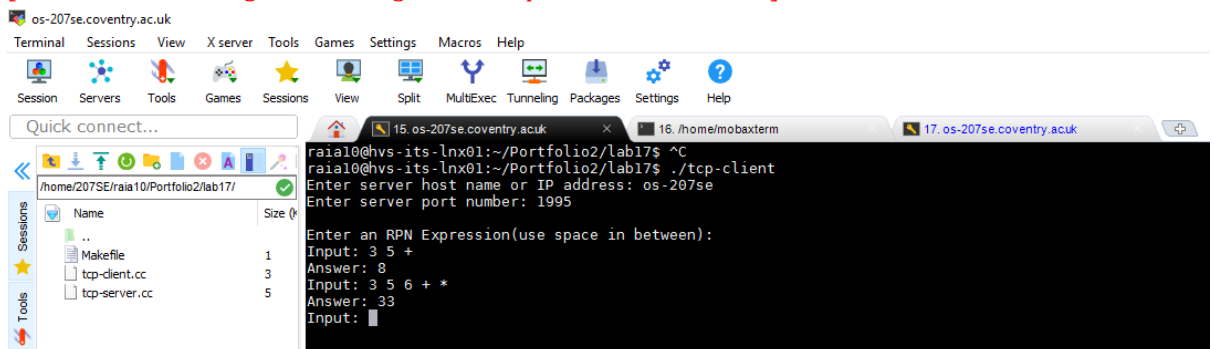 os-207se.coventry.ac.uk
Terminal Sessions View X server Tools Games Settings Macros Help
Session Servers Tools Games Sessions View Split MultiExec Tunneling Packages Settings Help
Quick connect...
15. os-207se.coventry.ac.uk
16. /home/mobaxterm
17. os-207se.coventry.ac.uk
/home/207SE/raia10/Portfolio2/lab17/
Name Size (K
..
Makefile 1
tcp-client.cc 3
tcp-server.cc 5
Sessions
Tools
raia10@hvs-its-lnx01:~/Portfolio2/lab17$ ^C
raia10@hvs-its-lnx01:~/Portfolio2/lab17$ ./tcp-client
Enter server host name or IP address: os-207se
Enter server port number: 1995
Enter an RPN Expression(use space in between):
Input: 3 5 +
Answer: 8
Input: 3 5 6 + *
Answer: 33
Input: